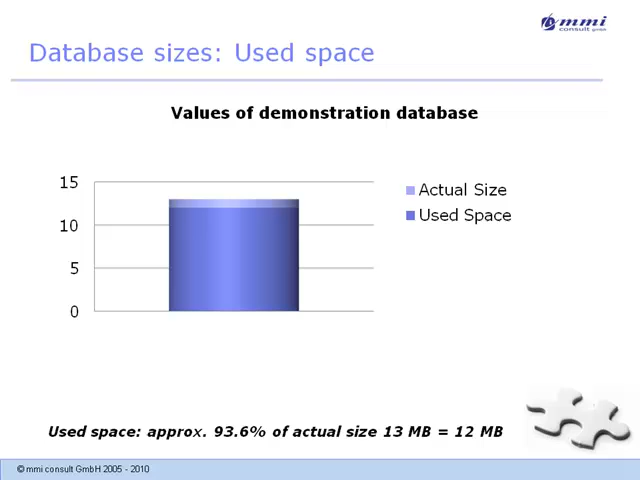 mmi
consult gmbh
Database sizes: Used space
Values of demonstration database
15
10
5
0
Actual Size
Used Space
Used space: approx. 93.6% of actual size 13 MB = 12 MB
© mmi consult GmbH 2005 - 2010